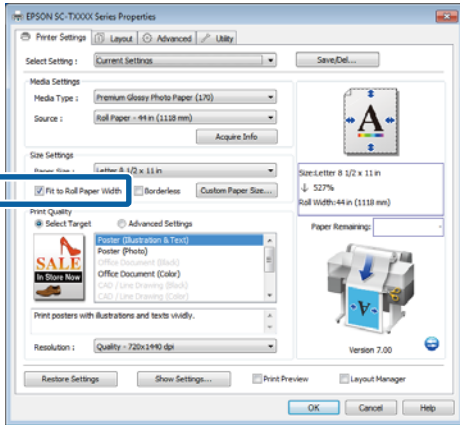 EPSON SC-TXXXX Series Properties
Printer Settings Layout Advanced Utility
Select Setting : Current Settings Save/Del...
Media Settings
Media Type : Premium Glossy Photo Paper (170)
Source : Roll Paper - 44 in (1118 mm)
Acquire Info
Size Settings
Paper Size : Letter 8 1/2 x 11 in
Fit to Roll Paper Width Borderless Custom Paper Size...
A
Size:Letter 8 1/2 x 11 in
↓ 527%
Roll Width:44 in (1118 mm)
Print Quality
Select Target Advanced Settings
Paper Remaining:
SALE
In Store Now
Poster (Illustration & Text)
Poster (Photo)
Office Document (Black)
Office Document (Color)
CAD / Line Drawing (Black)
CAD / Line Drawing (Color)
Print posters with illustrations and texts vividly.
Resolution : Quality - 720x1440 dpi
Version 7.00
Restore Settings Show Settings... Print Preview Layout Manager
OK Cancel Help